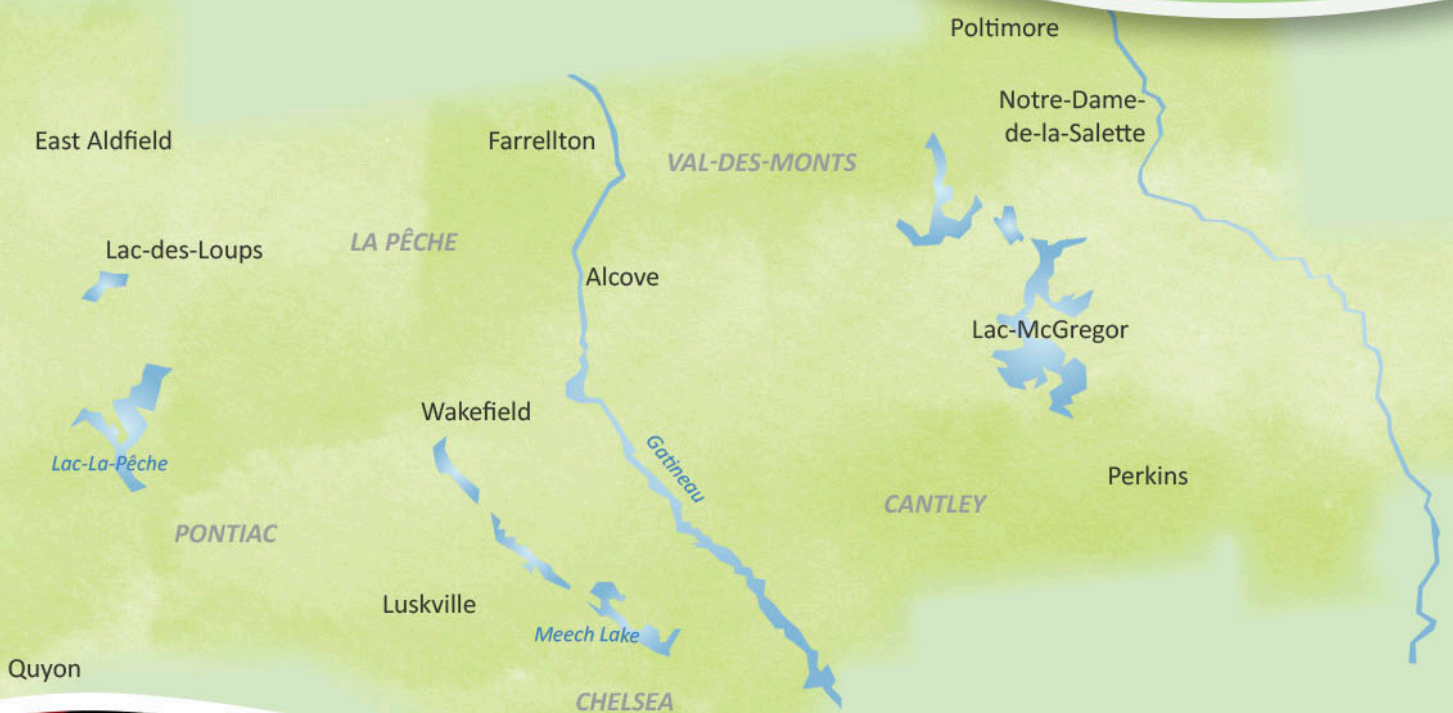 Poltimore
Notre-Dame-
de-la-Salette
East Aldfield
Farrellton
VAL-DES-MONTS
LA PÊCHE
Lac-des-Loups
Alcove
Lac-McGregor
Wakefield
Gatineau
Lac-La-Pêche
Perkins
CANTLEY
PONTIAC
Luskville
Meech Lake
Quyon
CHELSEA